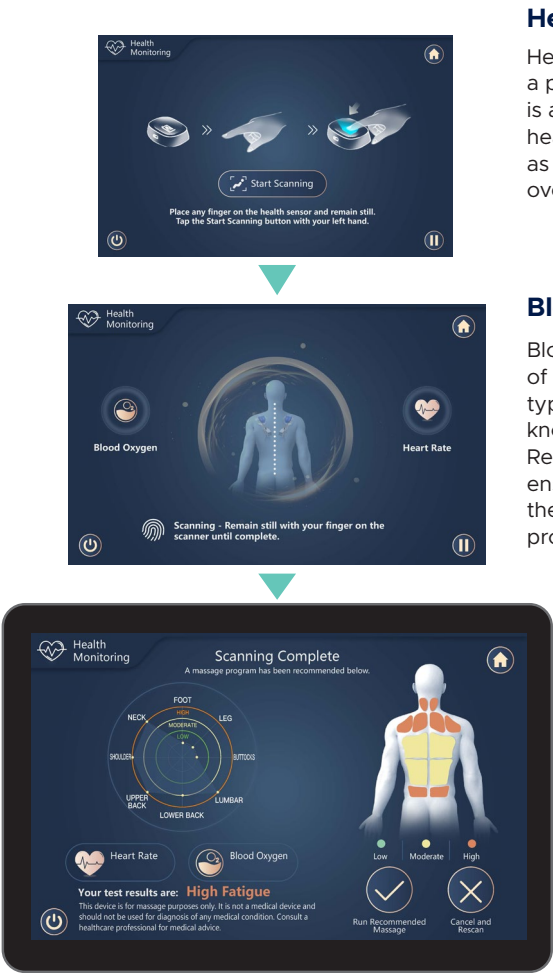 Health
Monitoring
Start Scanning
Place any finger on the health sensor and remain still.
Tap the Start Scanning button with your left hand.
Health
Monitoring
Blood Oxygen
Heart Rate
Scanning - Remain still with your finger on the
scanner until complete.
Health
Monitoring
Scanning Complete
A massage program has been recommended below.
FOOT
HIGH
NECK
LEG
MODERATE
LOW
SHOULDER
BUTTOCKS
UPPER
BACK
LUMBAR
LOWER BACK
Heart Rate
Blood Oxygen
Low
Moderate
High
Your test results are: High Fatigue
This device is for massage purposes only. It is not a medical device and
should not be used for diagnosis of any medical condition. Consult a
healthcare professional for medical advice.
Run Recommended
Massage
Cancel and
Rescan
He
He
a p
is a
hea
as
ove
Bl
Blo
of
typ
kno
Re
en
the
pro